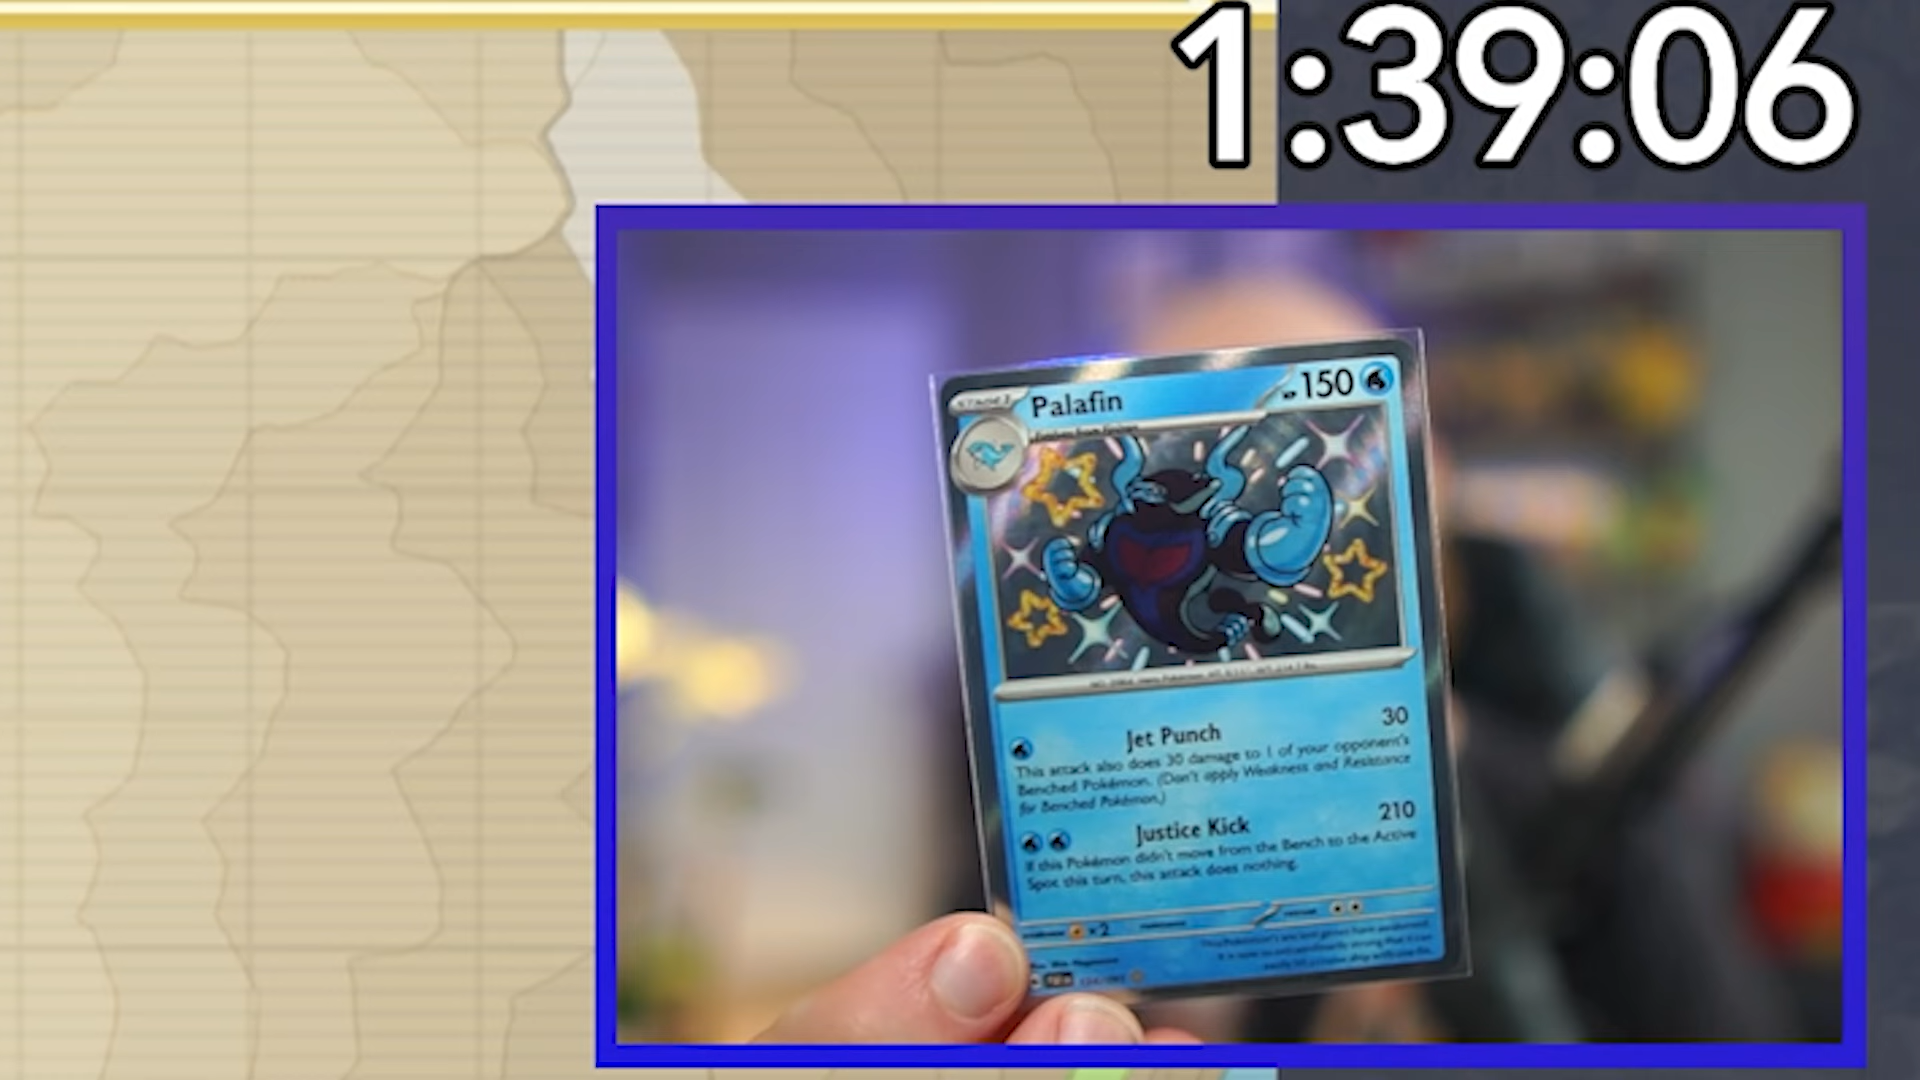 1:39:06
Palafin
150
Jet Punch
30
This attack also does 30 damage to 1 of your opponent's
Benched Pokémon. (Don't apply Weakness and Resistance
for Benched Pokémon.)
Justice Kick
210
If this Pokémon didn't move from the Bench to the Active
Spot this turn, this attack does nothing.
×2